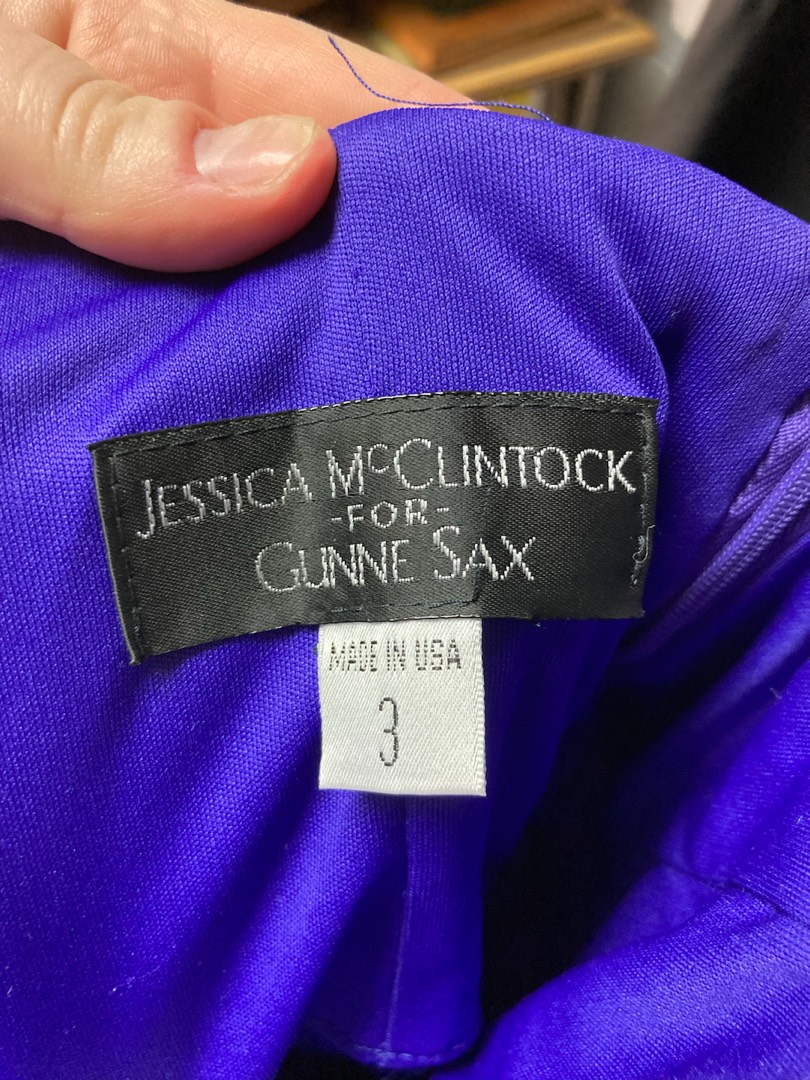 JESSICA McCLINTOCK
-FOR-
GUNNE SAX
MADE IN USA
3